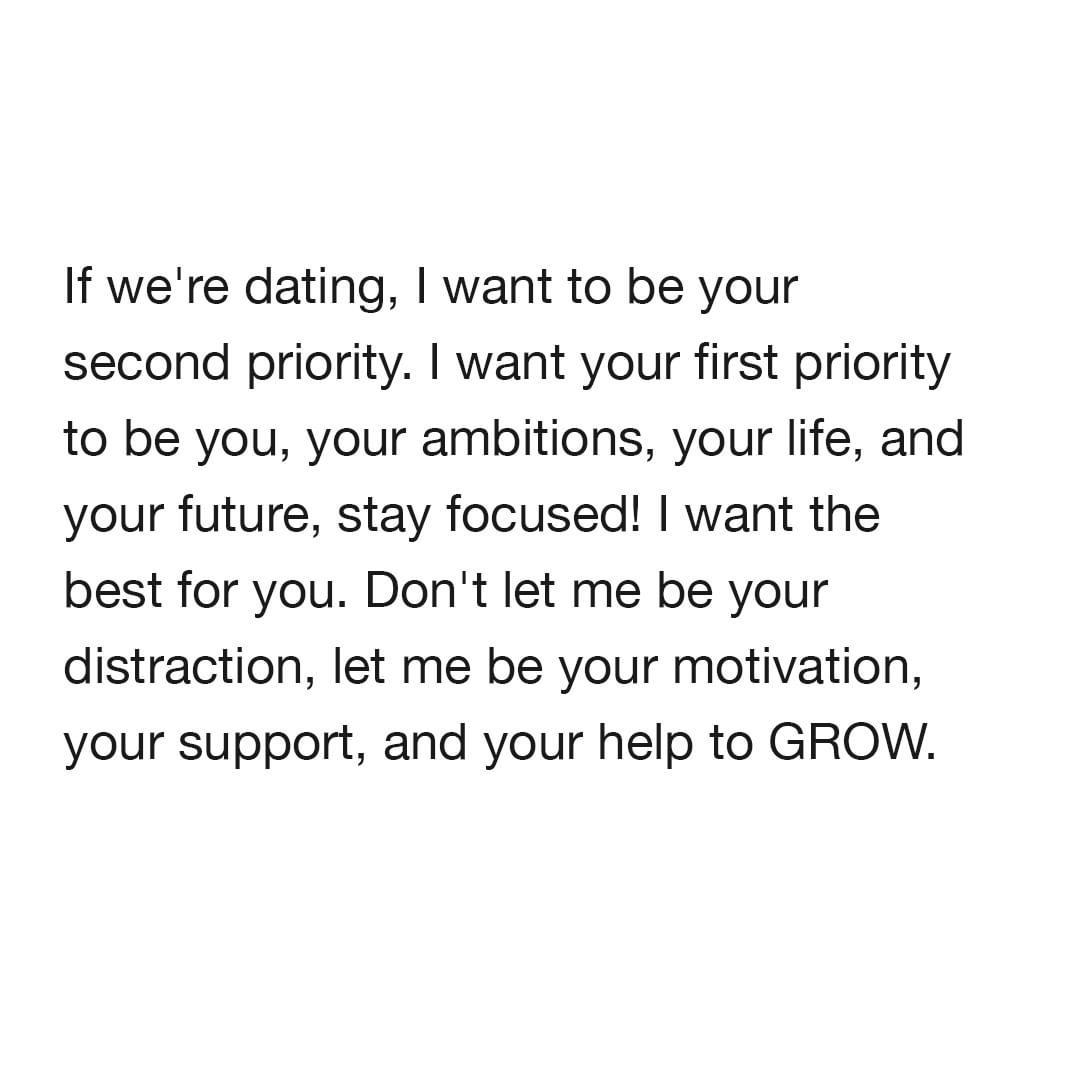 If we're dating, I want to be your
second priority. I want your first priority
to be you, your ambitions, your life, and
your future, stay focused! I want the
best for you. Don't let me be your
distraction, let me be your motivation,
your support, and your help to GROW.